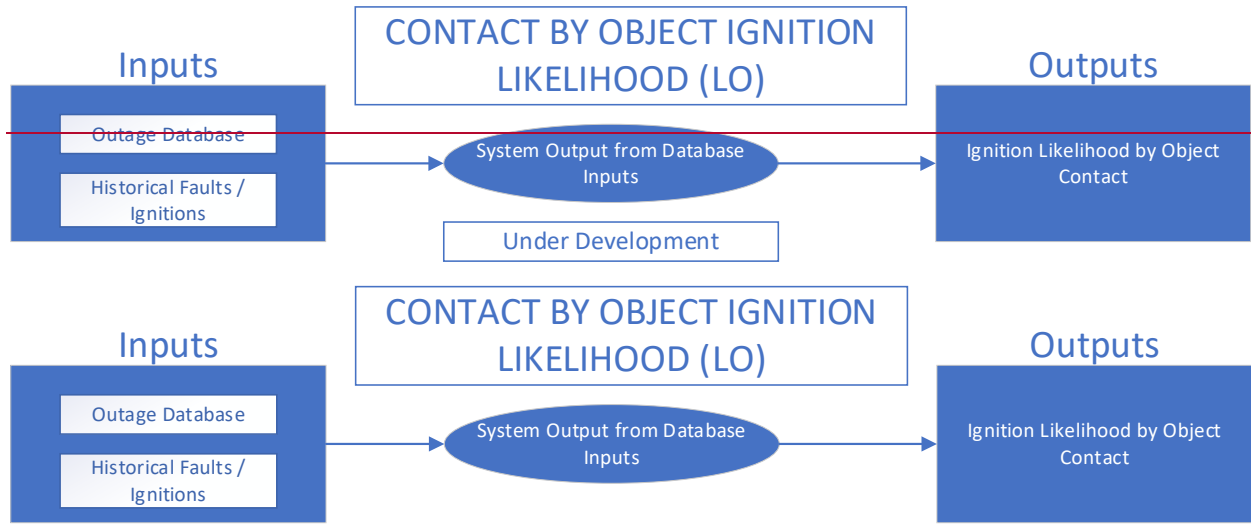 CONTACT BY OBJECT IGNITION
LIKELIHOOD (LO)
Inputs
Outputs
Outage Database
Historical Faults /
Ignitions
System Output from Database
Inputs
Ignition Likelihood by Object
Contact
Under Development
CONTACT BY OBJECT IGNITION
LIKELIHOOD (LO)
Inputs
Outputs
Outage Database
Historical Faults /
Ignitions
System Output from Database
Inputs
Ignition Likelihood by Object
Contact